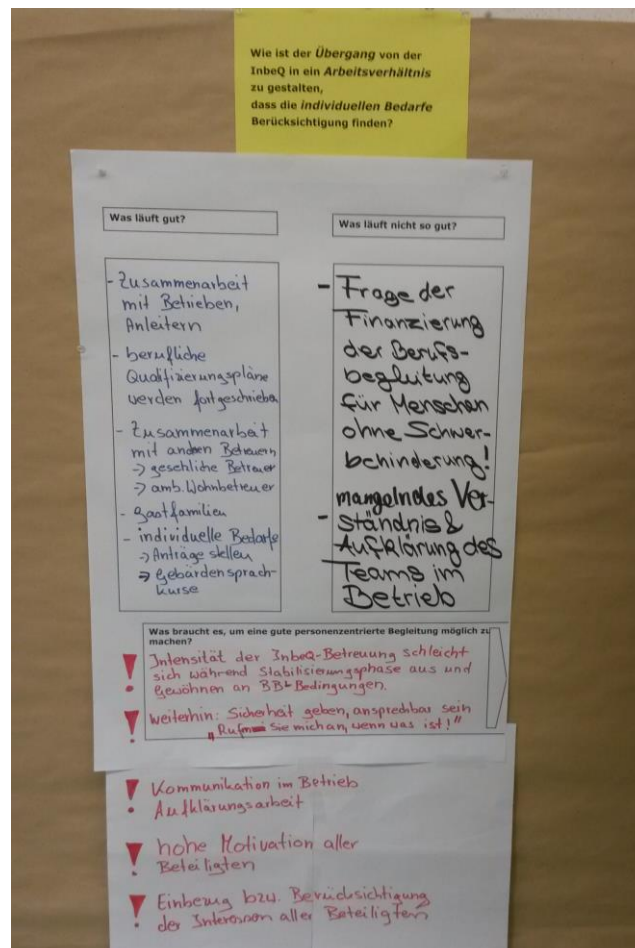 Wie ist der Übergang von der
InbeQ in ein Arbeitsverhältnis
zu gestalten,
dass die individuellen Bedarfe
Berücksichtigung finden?
Was läuft gut?
- Zusammenarbeit
mit Betrieben,
Anleitern
- berufliche
Qualifizierungspläne
werden fortgeschrieben
- Zusammenarbeit
mit anderen Betreuern
-> gesetzliche Betreuer
-> amb. Wohnbetreuer
- Gastfamilien
- individuelle Bedarfe
-> Anträge stellen
-> Gebärdensprach-
kurse
Was läuft nicht so gut?
- Frage der
Finanzierung
der Berufs-
begleitung
für Menschen
ohne Schwer-
behinderung!
- mangelndes Ver-
ständnis &
Aufklärung des
Teams im
Betrieb
Was braucht es, um eine gute personenzentrierte Begleitung möglich zu
machen?
! Intensität der InbeQ-Betreuung schleicht
sich während Stabilisierungsphase aus und
Gewöhnen an BB-Bedingungen.
! weiterhin: Sicherheit geben, ansprechbar sein
"Rufen Sie mich an, wenn was ist!"
! Kommunikation im Betrieb
Aufklärungsarbeit
! hohe Motivation aller
Beteiligten
! Einbezug bzw. Berücksichtigung
der Interessen aller Beteiligten